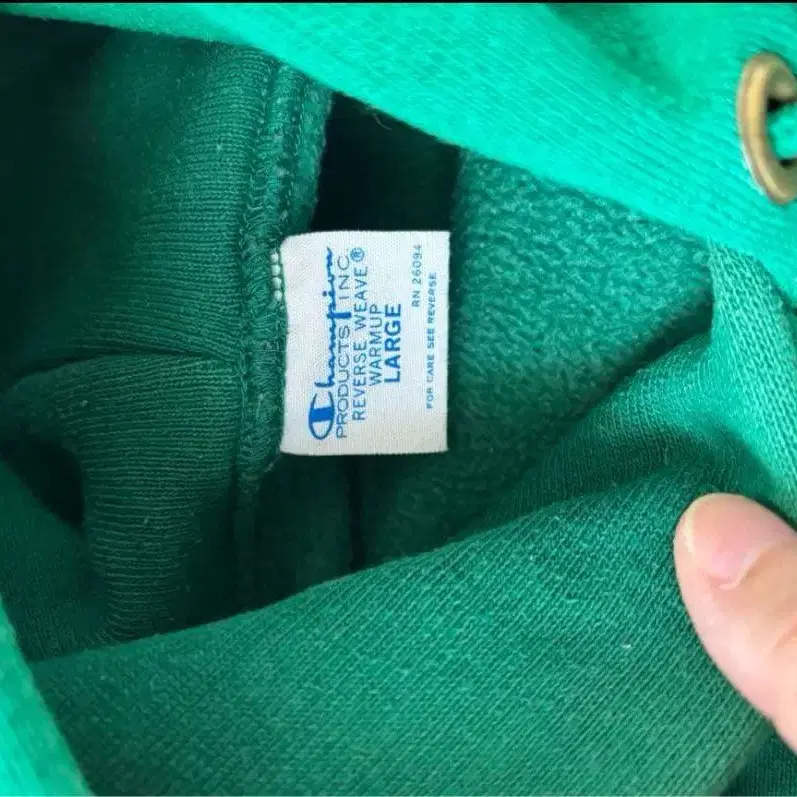 Champion
PRODUCTS INC.
REVERSE WEAVE®
WARMUP
LARGE
RN 26094
FOR CARE SEE REVERSE